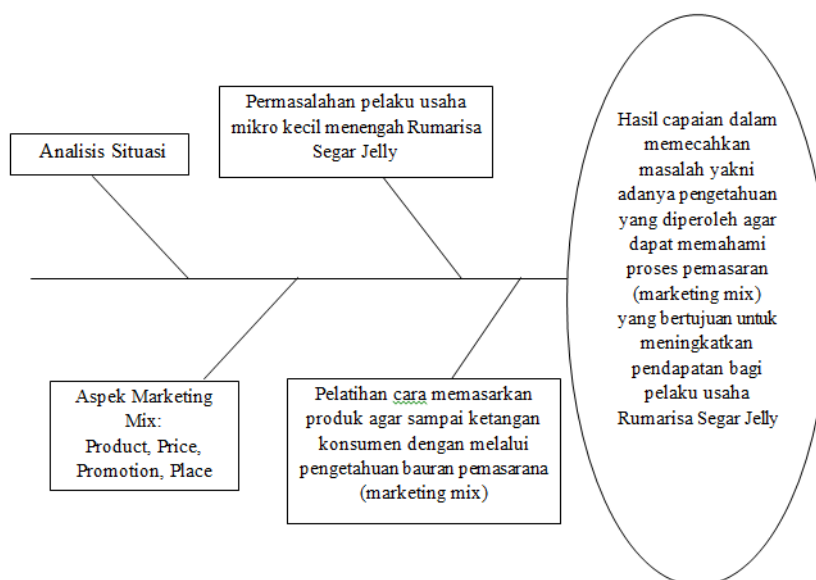 Analisis Situasi
Permasalahan pelaku usaha
mikro kecil menengah Rumarisa
Segar Jelly
Aspek Marketing
Mix:
Product, Price,
Promotion, Place
Pelatihan cara memasarkan
produk agar sampai ketangan
konsumen dengan melalui
pengetahuan bauran pemasarana
(marketing mix)
Hasil capaian dalam
memecahkan
masalah yakni
adanya pengetahuan
yang diperoleh agar
dapat memahami
proses pemasaran
(marketing mix)
yang bertujuan untuk
meningkatkan
pendapatan bagi
pelaku usaha
Rumarisa Segar Jelly